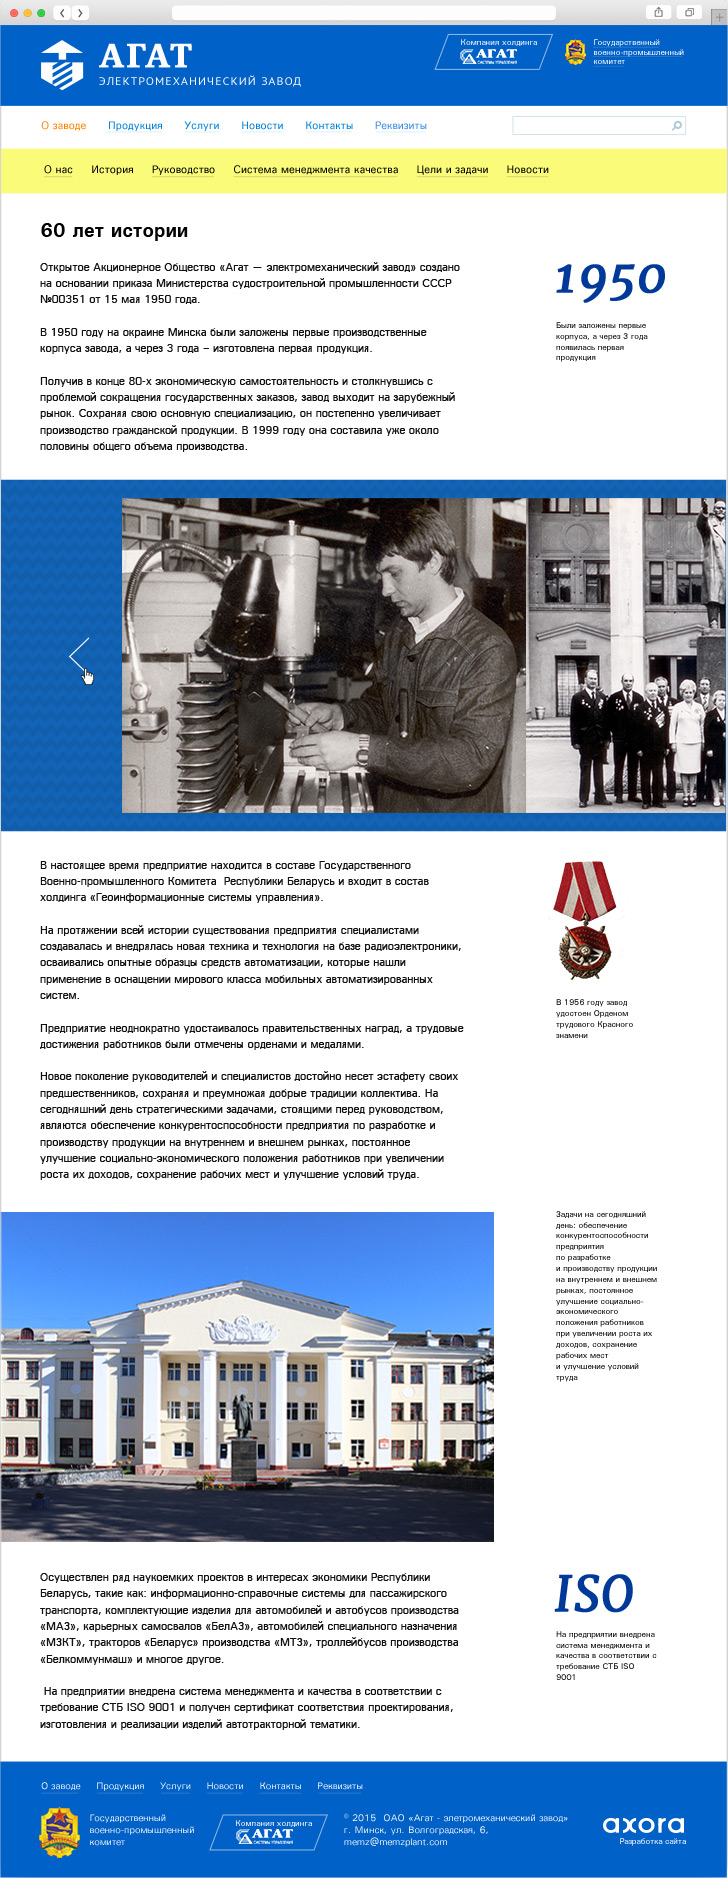 АГАТ
ЭЛЕКТРОМЕХАНИЧЕСКИЙ ЗАВОД
Компания холдинга
АГАТ
СИСТЕМЫ УПРАВЛЕНИЯ
Государственный
военно-промышленный
комитет
О заводе Продукция Услуги Новости Контакты Реквизиты
О нас История Руководство Система менеджмента качества Цели и задачи Новости
60 лет истории
Открытое Акционерное Общество «Агат — электромеханический завод» создано
на основании приказа Министерства судостроительной промышленности СССР
№00351 от 15 мая 1950 года.
В 1950 году на окраине Минска были заложены первые производственные
корпуса завода, а через 3 года – изготовлена первая продукция.
Получив в конце 80-х экономическую самостоятельность и столкнувшись с
проблемой сокращения государственных заказов, завод выходит на зарубежный
рынок. Сохраняя свою основную специализацию, он постепенно увеличивает
производство гражданской продукции. В 1999 году она составила уже около
половины общего объема производства.
1950
Были заложены первые
корпуса, а через 3 года
появилась первая
продукция
В настоящее время предприятие находится в составе Государственного
Военно-промышленного Комитета  Республики Беларусь и входит в состав
холдинга «Геоинформационные системы управления».
На протяжении всей истории существования предприятия специалистами
создавалась и внедрялась новая техника и технология на базе радиоэлектроники,
осваивались опытные образцы средств автоматизации, которые нашли
применение в оснащении мирового класса мобильных автоматизированных
систем.
Предприятие неоднократно удостаивалось правительственных наград, а трудовые
достижения работников были отмечены орденами и медалями.
Новое поколение руководителей и специалистов достойно несет эстафету своих
предшественников, сохраняя и преумножая добрые традиции коллектива. На
сегодняшний день стратегическими задачами, стоящими перед руководством,
являются обеспечение конкурентоспособности предприятия по разработке и
производству продукции на внутреннем и внешнем рынках, постоянное
улучшение социально-экономического положения работников при увеличении
роста их доходов, сохранение рабочих мест и улучшение условий труда.
В 1956 году завод
удостоен Орденом
трудового Красного
знамени
Задачи на сегодняшний
день: обеспечение
конкурентоспособности
предприятия
по разработке
и производству продукции
на внутреннем и внешнем
рынках, постоянное
улучшение социально-
экономического
положения работников
при увеличении роста их
доходов, сохранение
рабочих мест
и улучшение условий
труда
Осуществлен ряд наукоемких проектов в интересах экономики Республики
Беларусь, такие как: информационно-справочные системы для пассажирского
транспорта, комплектующие изделия для автомобилей и автобусов производства
«МАЗ», карьерных самосвалов «БелАЗ», автомобилей специального назначения
«МЗКТ», тракторов «Беларус» производства «МТЗ», троллейбусов производства
«Белкоммунмаш» и многое другое.
На предприятии внедрена система менеджмента и качества в соответствии с
требование СТБ ISO 9001 и получен сертификат соответствия проектирования,
изготовления и реализации изделий автотракторной тематики.
ISO
На предприятии внедрена
система менеджмента и
качества в соответствии с
требование СТБ ISO
9001
О заводе Продукция Услуги Новости Контакты Реквизиты
Государственный
военно-промышленный
комитет
Компания холдинга
АГАТ
СИСТЕМЫ УПРАВЛЕНИЯ
© 2015  ОАО «Агат - элетромеханический завод»
г. Минск, ул. Волгоградская, 6,
memz@memzplant.com
axora
Разработка сайта